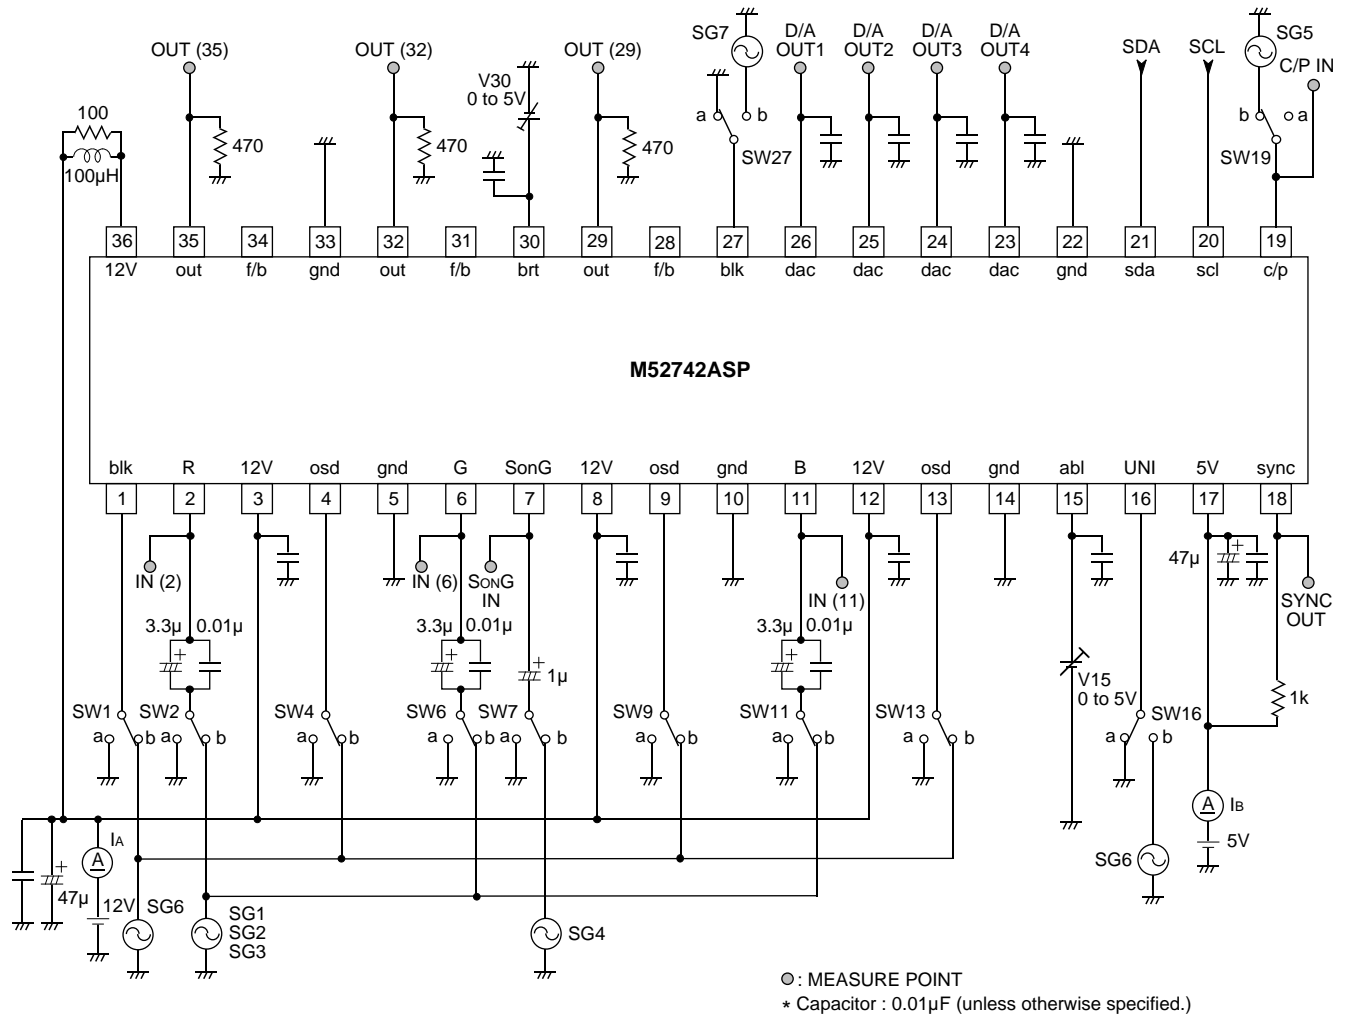 SG7
D/A D/A D/A D/A
OUT1 OUT2 OUT3 OUT4
SG5
OUT (35) OUT (32) OUT (29)
SDA SCL
C/P IN
V30
0 to 5V
100
100µH
470 470 470
a b
SW27
b a
SW19
36 35 34 33 32 31 30 29 28 27 26 25 24 23 22 21 20 19
12V out f/b gnd out f/b brt out f/b blk dac dac dac dac gnd sda scl c/p
M52742ASP
blk R 12V osd gnd G SonG 12V osd gnd B 12V osd gnd abl UNI 5V sync
1 2 3 4 5 6 7 8 9 10 11 12 13 14 15 16 17 18
IN (2) IN (6) SONG IN IN (11) 47µ + SYNC OUT
3.3µ 0.01µ 3.3µ 0.01µ 3.3µ 0.01µ
+ + + 1µ +
V15
0 to 5V
1k
SW1 SW2 SW4 SW6 SW7 SW9 SW11 SW13 SW16
a b a b a b a b a b a b a b a b a b
IA
A
+
47µ
12V
SG6
SG1
SG2
SG3
SG4
SG6
A
IB
5V
: MEASURE POINT
* Capacitor : 0.01µF (unless otherwise specified.)